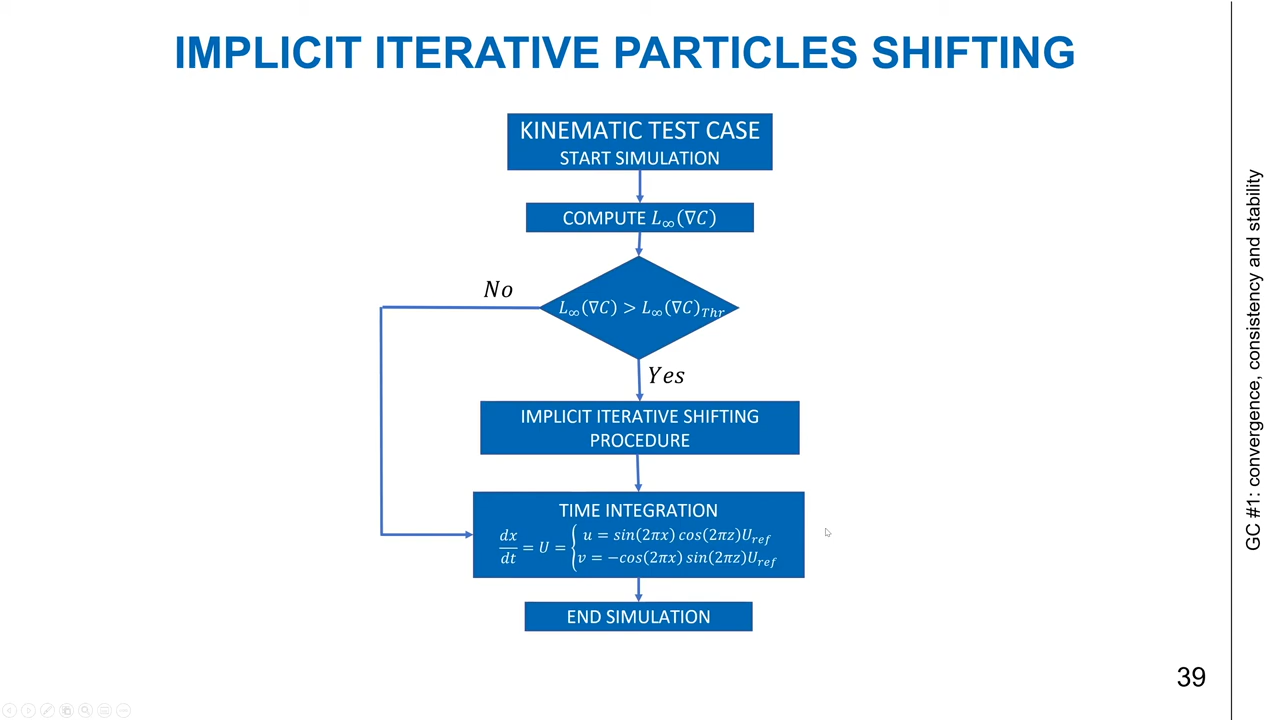 IMPLICIT ITERATIVE PARTICLES SHIFTING
KINEMATIC TEST CASE
START SIMULATION
COMPUTE L∞(∇C)
No
L∞(∇C) > L∞(∇C)Thr
Yes
IMPLICIT ITERATIVE SHIFTING
PROCEDURE
TIME INTEGRATION
dx/dt = U = { u = sin(2πx) cos(2πz)Uref
v = −cos(2πx) sin(2πz)Uref
END SIMULATION
GC #1: convergence, consistency and stability
39